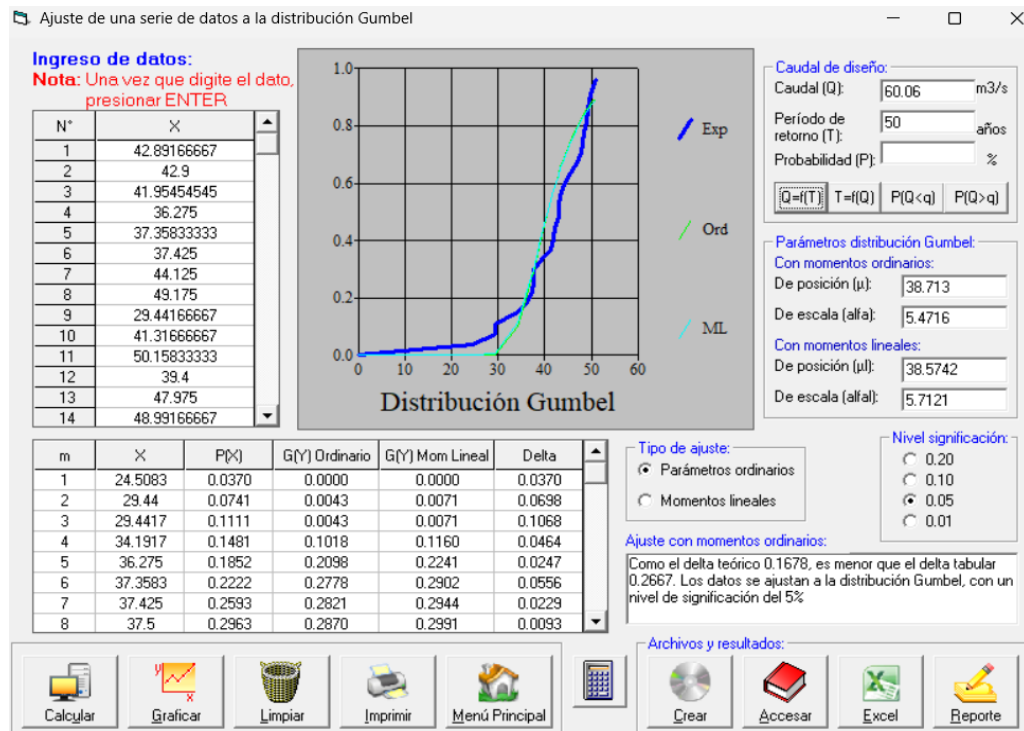 Ajuste de una serie de datos a la distribución Gumbel
Ingreso de datos:
Nota: Una vez que digite el dato,
presionar ENTER
N° X
1 42.89166667
2 42.9
3 41.95454545
4 36.275
5 37.35833333
6 37.425
7 44.125
8 49.175
9 29.44166667
10 41.31666667
11 50.15833333
12 39.4
13 47.975
14 48.99166667
1.0
0.8
0.6
0.4
0.2
0.0
0 10 20 30 40 50 60
Distribución Gumbel
Exp
Ord
ML
Caudal de diseño:
Caudal (Q): 60.06 m3/s
Período de
retorno (T): 50 años
Probabilidad (P): %
Q=f(T) T=f(Q) P(Q<q) P(Q>q)
Parámetros distribución Gumbel:
Con momentos ordinarios:
De posición (µ): 38.713
De escala (alfa): 5.4716
Con momentos lineales:
De posición (µl): 38.5742
De escala (alfal): 5.7121
m X P(X) G(Y) Ordinario G(Y) Mom Lineal Delta
1 24.5083 0.0370 0.0000 0.0000 0.0370
2 29.44 0.0741 0.0043 0.0071 0.0698
3 29.4417 0.1111 0.0043 0.0071 0.1068
4 34.1917 0.1481 0.1018 0.1160 0.0464
5 36.275 0.1852 0.2098 0.2241 0.0247
6 37.3583 0.2222 0.2778 0.2902 0.0556
7 37.425 0.2593 0.2821 0.2944 0.0229
8 37.5 0.2963 0.2870 0.2991 0.0093
Tipo de ajuste:
Parámetros ordinarios
Momentos lineales
Nivel significación:
0.20
0.10
0.05
0.01
Ajuste con momentos ordinarios:
Como el delta teórico 0.1678, es menor que el delta tabular
0.2667. Los datos se ajustan a la distribución Gumbel, con un
nivel de significación del 5%
Calcular Graficar Limpiar Imprimir Menú Principal
Archivos y resultados:
Crear Accesar Excel Reporte